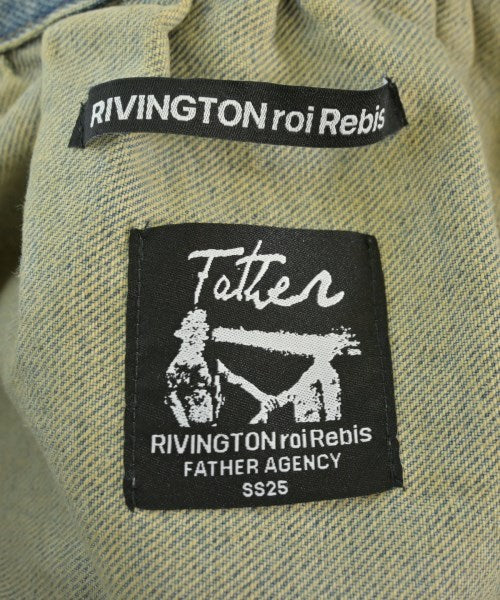 RIVINGTON roi Rebis
Father
RIVINGTON roi Rebis
FATHER AGENCY
SS25